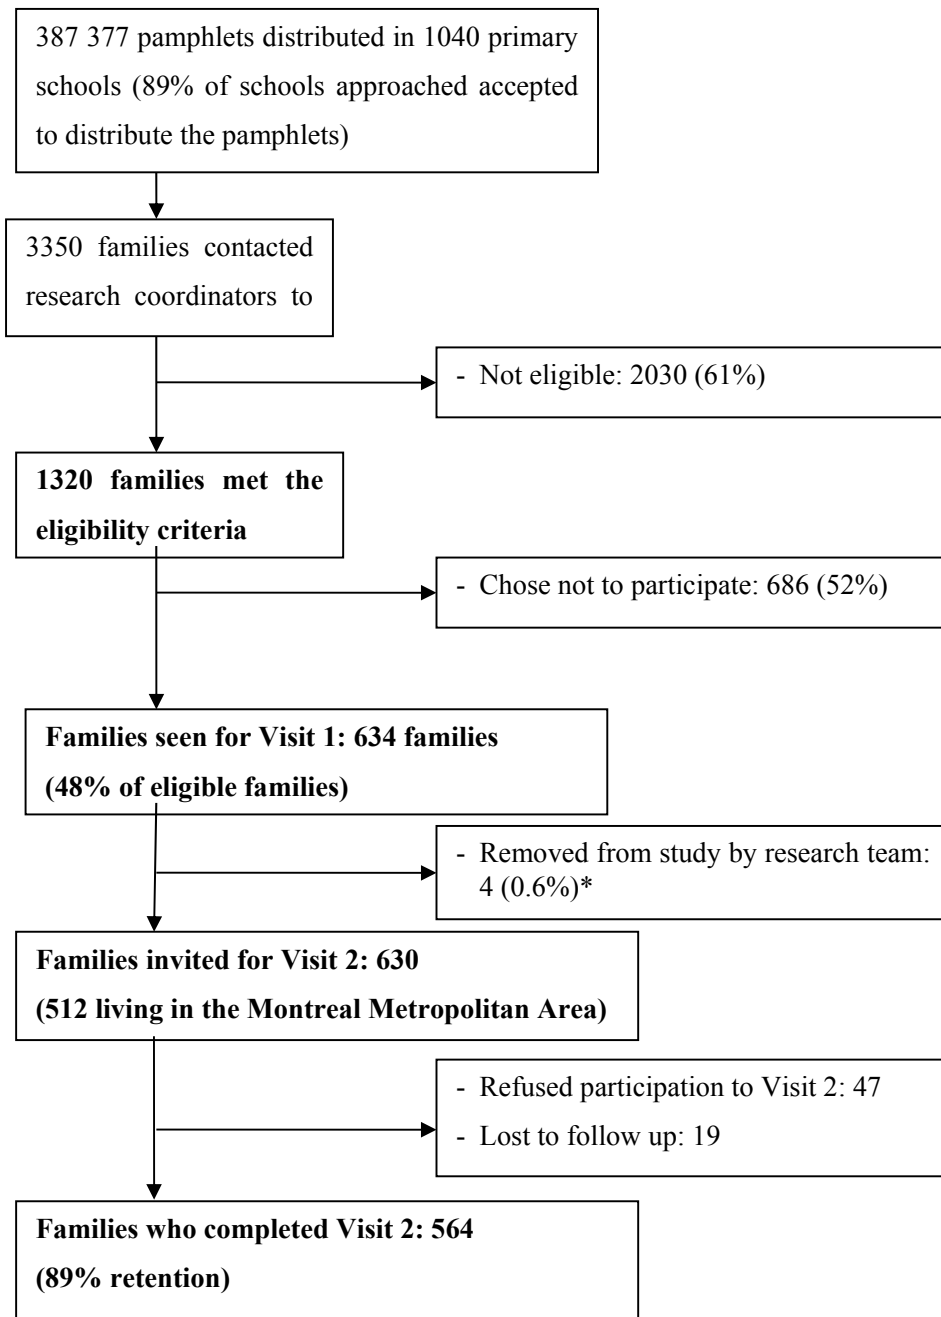 387 377 pamphlets distributed in 1040 primary
schools (89% of schools approached accepted
to distribute the pamphlets)
3350 families contacted
research coordinators to
- Not eligible: 2030 (61%)
1320 families met the
eligibility criteria
- Chose not to participate: 686 (52%)
Families seen for Visit 1: 634 families
(48% of eligible families)
- Removed from study by research team:
4 (0.6%)*
Families invited for Visit 2: 630
(512 living in the Montreal Metropolitan Area)
- Refused participation to Visit 2: 47
- Lost to follow up: 19
Families who completed Visit 2: 564
(89% retention)